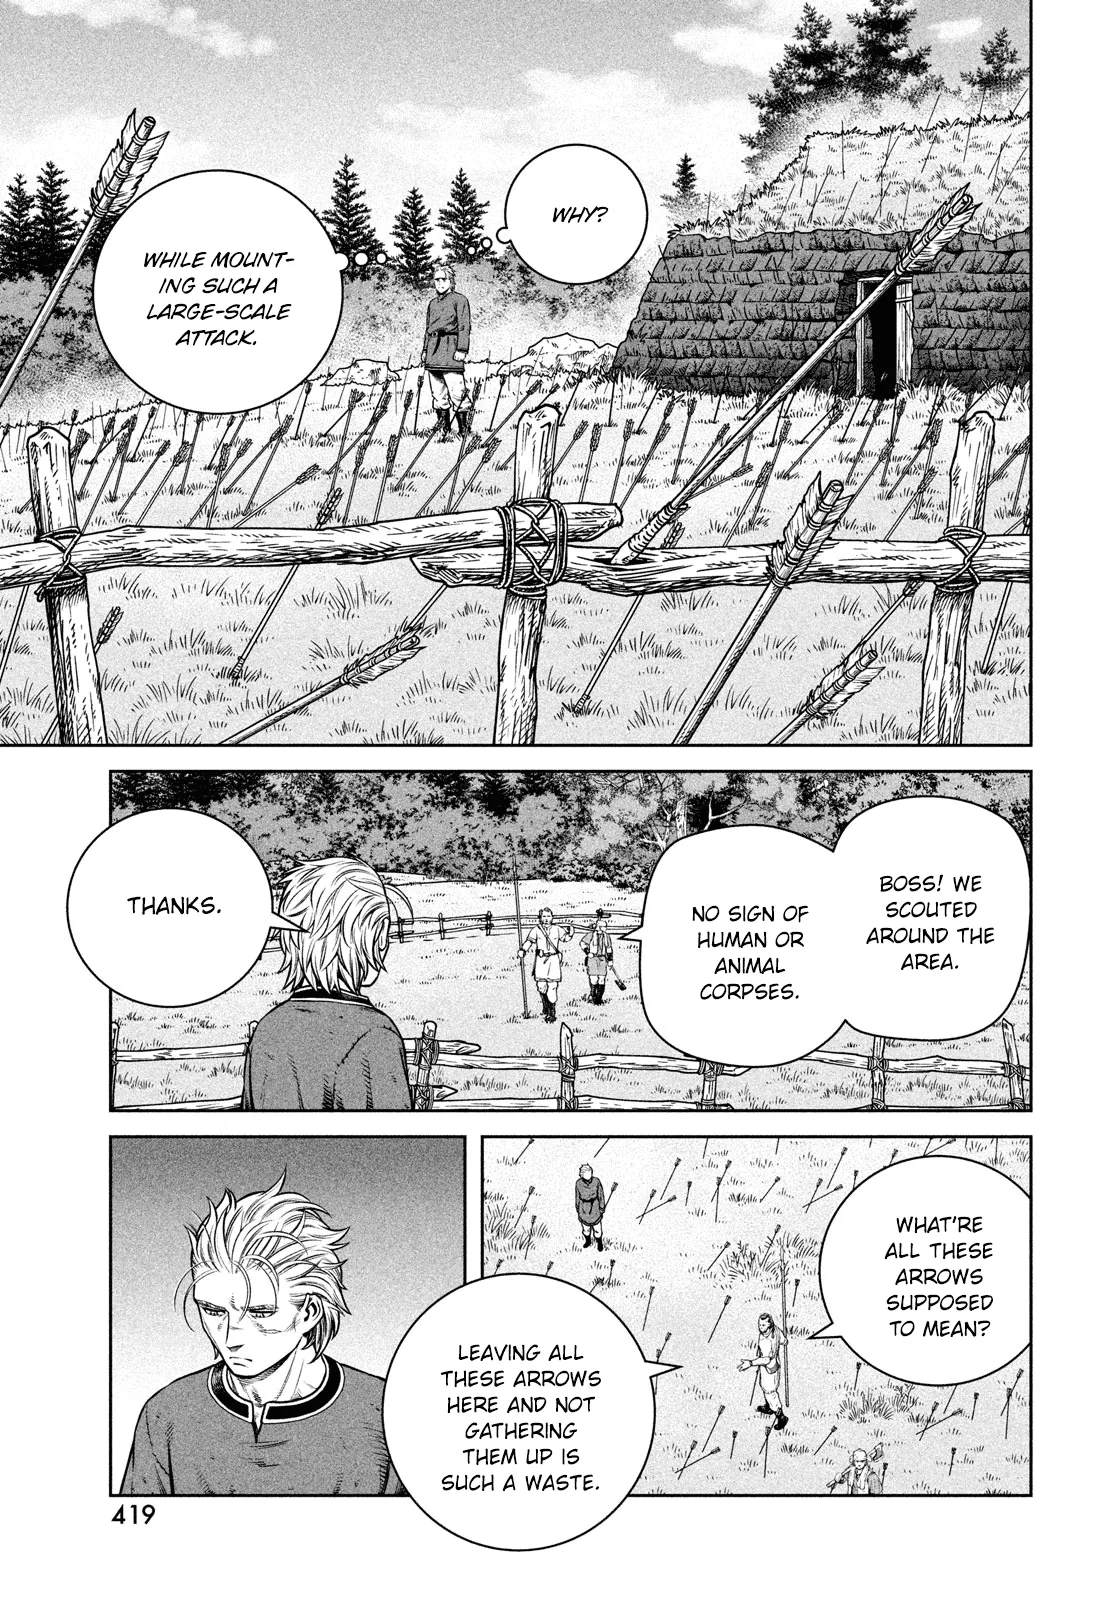 WHY?
WHILE MOUNT-
ING SUCH A
LARGE-SCALE
ATTACK.
BOSS! WE
SCOUTED
AROUND THE
AREA.
NO SIGN OF
HUMAN OR
ANIMAL
CORPSES.
THANKS.
WHAT'RE
ALL THESE
ARROWS
SUPPOSED
TO MEAN?
LEAVING ALL
THESE ARROWS
HERE AND NOT
GATHERING
THEM UP IS
SUCH A WASTE.
419